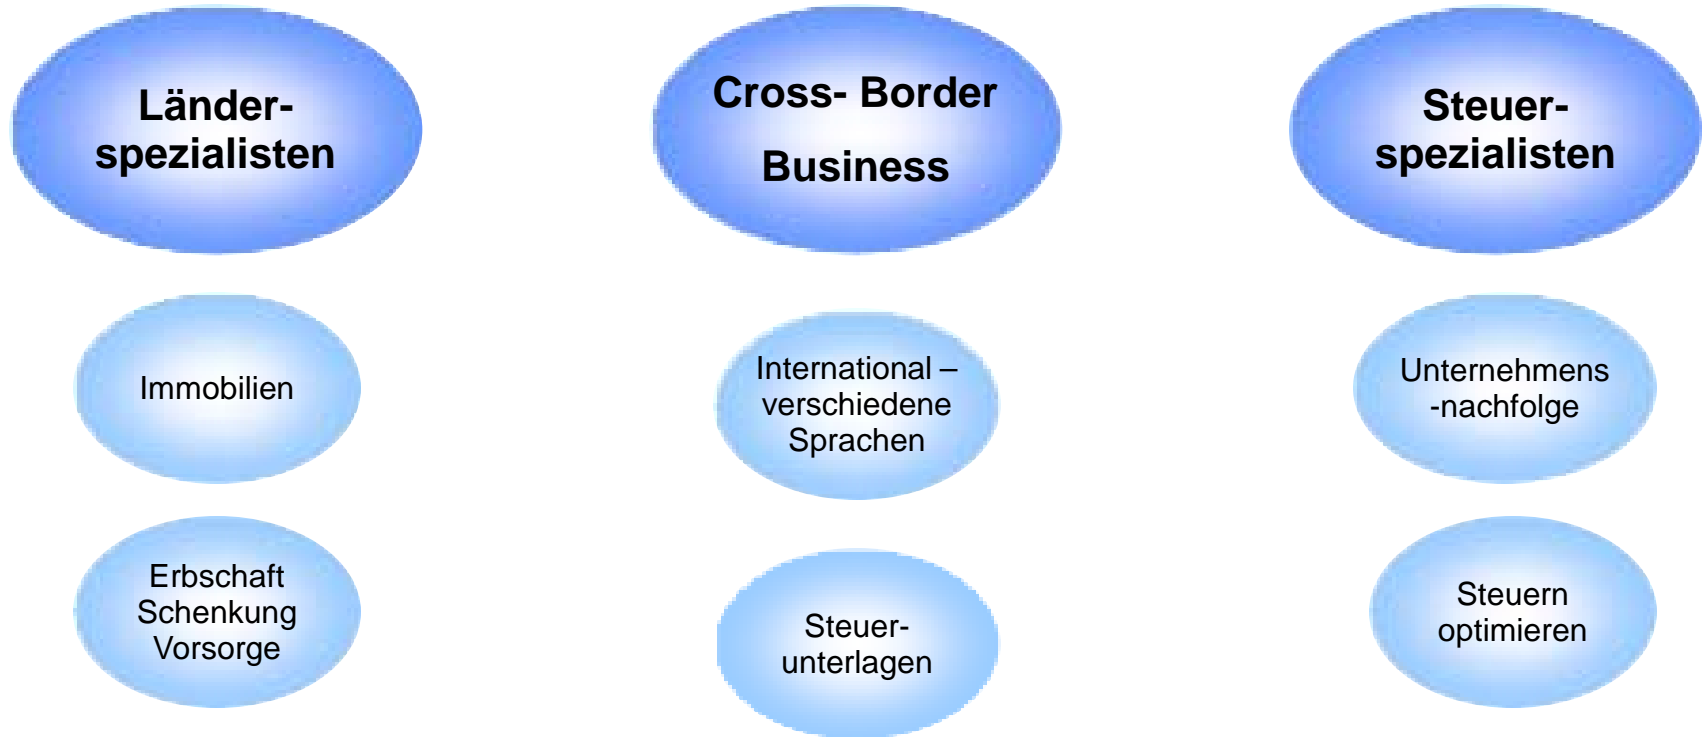 Länder-
spezialisten
Cross- Border
Business
Steuer-
spezialisten
Immobilien
International –
verschiedene
Sprachen
Unternehmens
-nachfolge
Erbschaft
Schenkung
Vorsorge
Steuer-
unterlagen
Steuern
optimieren